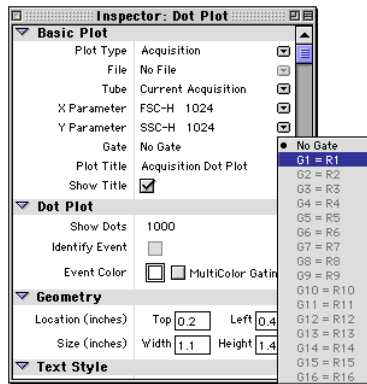 Inspector: Dot Plot
Basic Plot
Plot Type Acquisition
File No File
Tube Current Acquisition
X Parameter FSC-H 1024
Y Parameter SSC-H 1024
Gate No Gate
Plot Title Acquisition Dot Plot
Show Title
Dot Plot
Show Dots 1000
Identify Event
Event Color MultiColor Gatin
Geometry
Location (inches) Top 0.2 Left 0.4
Size (inches) Width 1.1 Height 1.4
Text Style
No Gate
G1 = R1
G2 = R2
G3 = R3
G4 = R4
G5 = R5
G6 = R6
G7 = R7
G8 = R8
G9 = R9
G10 = R10
G11 = R11
G12 = R12
G13 = R13
G14 = R14
G15 = R15
G16 = R16